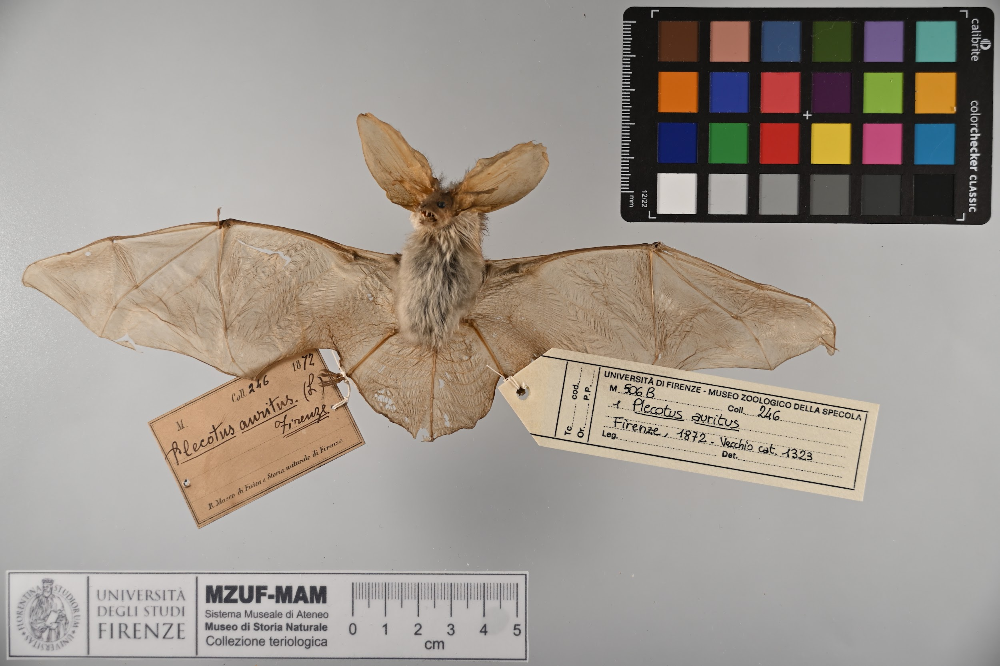 calibrite
colorchecker CLASSIC
12/22
mm
1872
Coll. 246
M.
Plecotus auritus. (L)
Firenze
R. Museo di Fisica e Storia naturale di Firenze
Tc. cod.
Or. P.P.
UNIVERSITÀ DI FIRENZE - MUSEO ZOOLOGICO DELLA SPECOLA
M 506 B Coll. 246
1 Plecotus auritus
Firenze, 1872 - Vecchio cat. 1323
Leg. Det.
FLORENTINA STUDIORUM UNIVERSITAS
UNIVERSITÀ
DEGLI STUDI
FIRENZE
MZUF-MAM
Sistema Museale di Ateneo
Museo di Storia Naturale
Collezione teriologica
0 1 2 3 4 5
cm